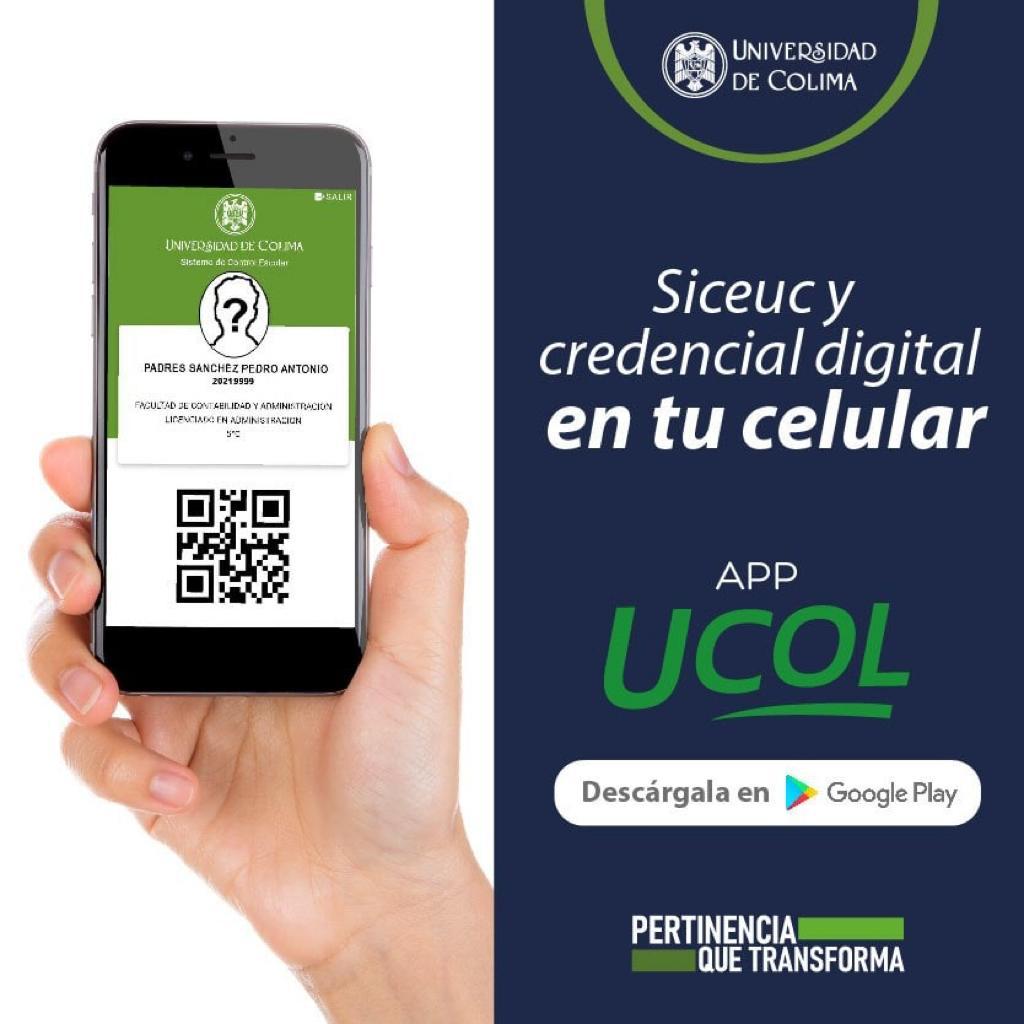 SALIR
UNIVERSIDAD DE COLIMA
Sistema de Control Escolar
?
PADRES SANCHEZ PEDRO ANTONIO
20219999
FACULTAD DE CONTABILIDAD Y ADMINISTRACION
LICENCIADO EN ADMINISTRACION
UNIVERSIDAD
DE COLIMA
Siceuc y
credencial digital
en tu celular
APP
UCOL
Descárgala en Google Play
PERTINENCIA
QUE TRANSFORMA